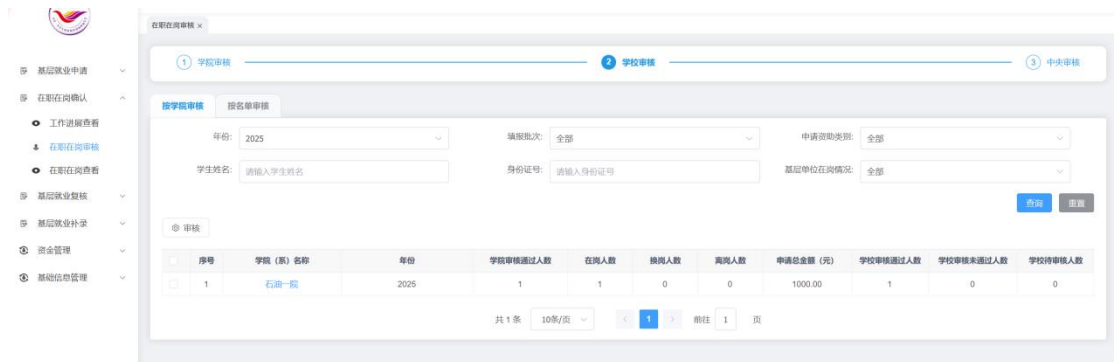 在职在岗审核 ×
1 学院审核
2 学校审核
3 中央审核
基层就业申请
在职在岗确认
工作进展查看
在职在岗审核
在职在岗查看
基层就业复核
基层就业补录
资金管理
基础信息管理
按学院审核 按名单审核
年份: 2025 填报批次: 全部 申请资助类别: 全部
学生姓名: 请输入学生姓名 身份证号: 请输入身份证号 基层单位在岗情况: 全部
查询 重置
审核
序号 学院（系）名称 年份 学院审核通过人数 在岗人数 换岗人数 离岗人数 申请总金额（元） 学校审核通过人数 学校审核未通过人数 学校待审核人数
1 石油一院 2025 1 1 0 0 1000.00 1 0 0
共 1 条 10条/页 < 1 > 前往 1 页